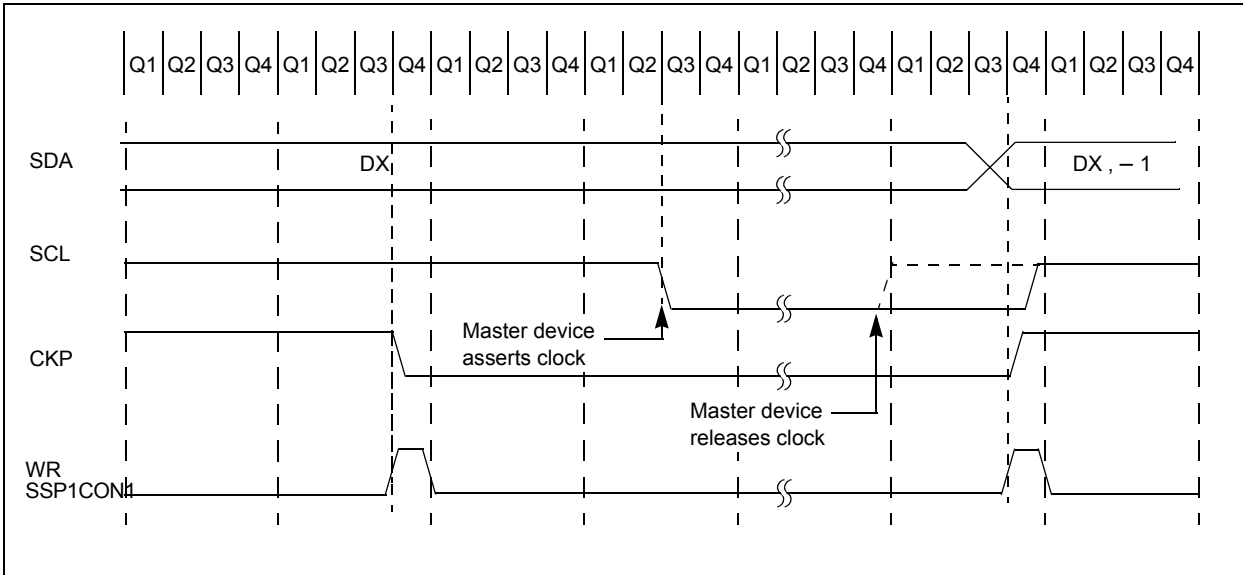 Q1 Q2 Q3 Q4 Q1 Q2 Q3 Q4 Q1 Q2 Q3 Q4 Q1 Q2 Q3 Q4 Q1 Q2 Q3 Q4 Q1 Q2 Q3 Q4 Q1 Q2 Q3 Q4
SDA
DX
DX , – 1
SCL
Master device
asserts clock
CKP
Master device
releases clock
WR
SSP1CON1